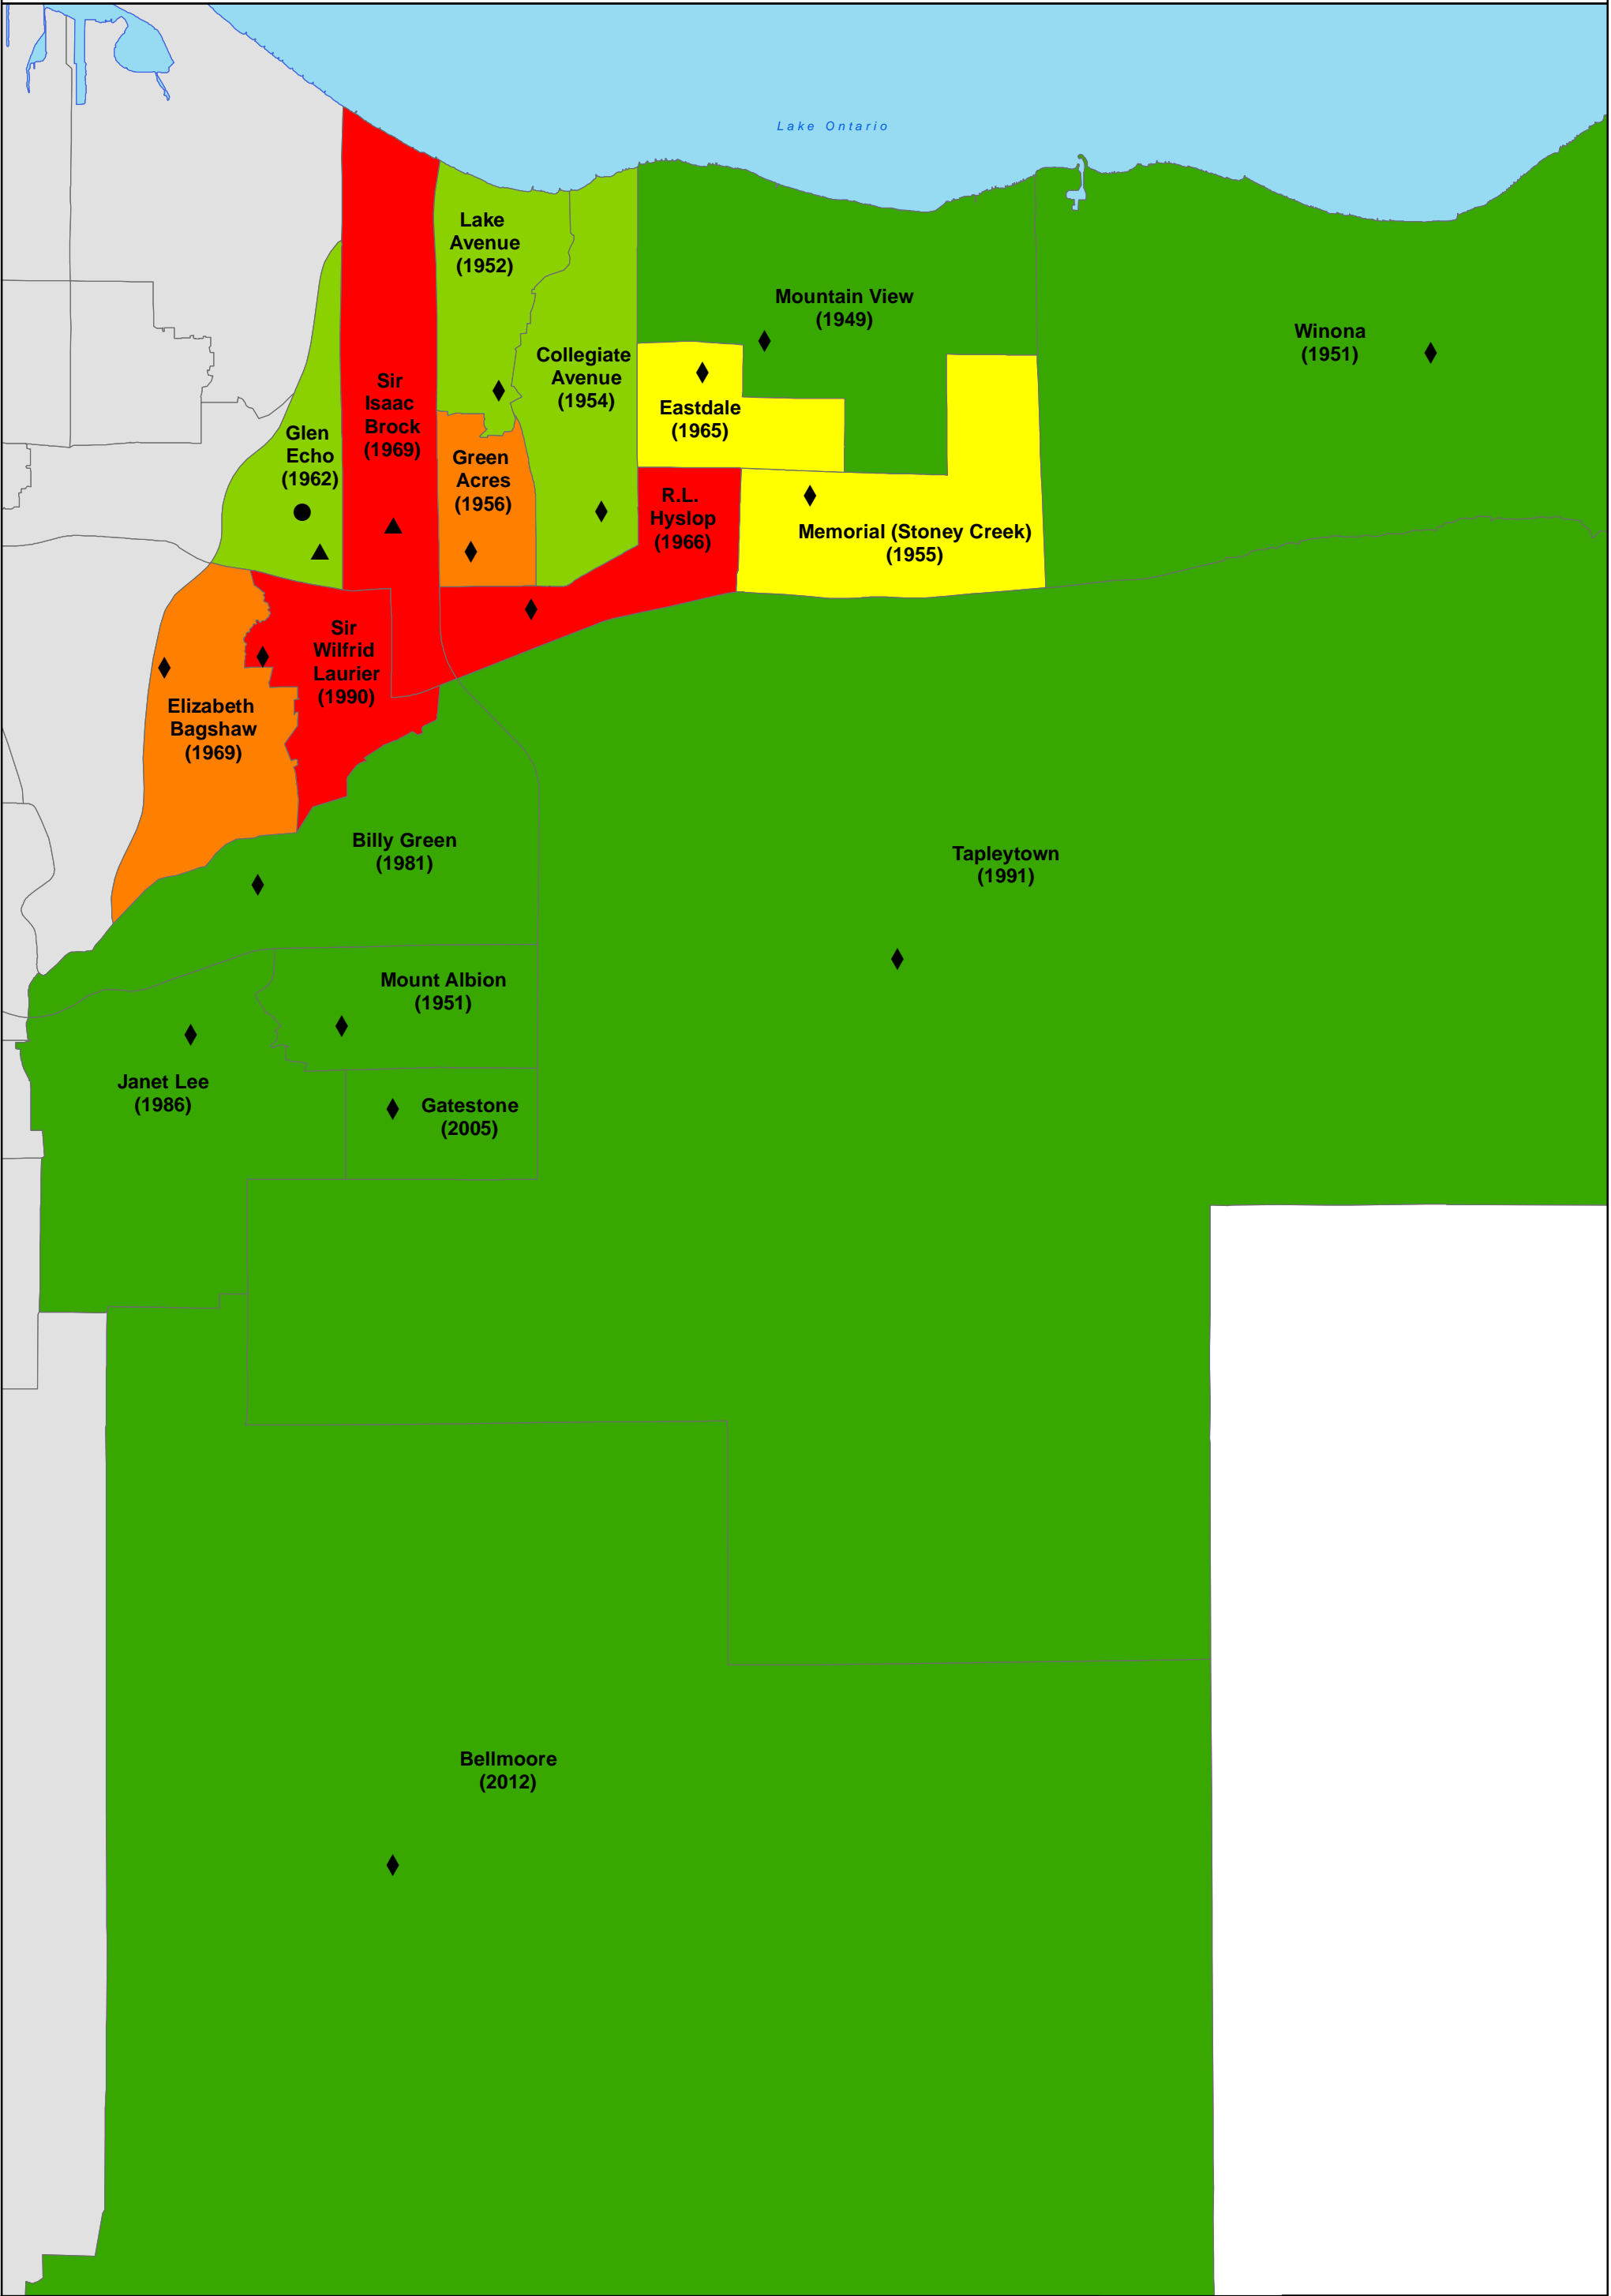 Lake Ontario
Lake
Avenue
(1952)
Mountain View
(1949)
Winona
(1951)
Collegiate
Avenue
(1954)
Sir
Isaac
Brock
(1969)
Eastdale
(1965)
Glen
Echo
(1962)
Green
Acres
(1956)
R.L.
Hyslop
(1966)
Memorial (Stoney Creek)
(1955)
Sir
Wilfrid
Laurier
(1990)
Elizabeth
Bagshaw
(1969)
Billy Green
(1981)
Tapleytown
(1991)
Mount Albion
(1951)
Janet Lee
(1986)
Gatestone
(2005)
Bellmoore
(2012)